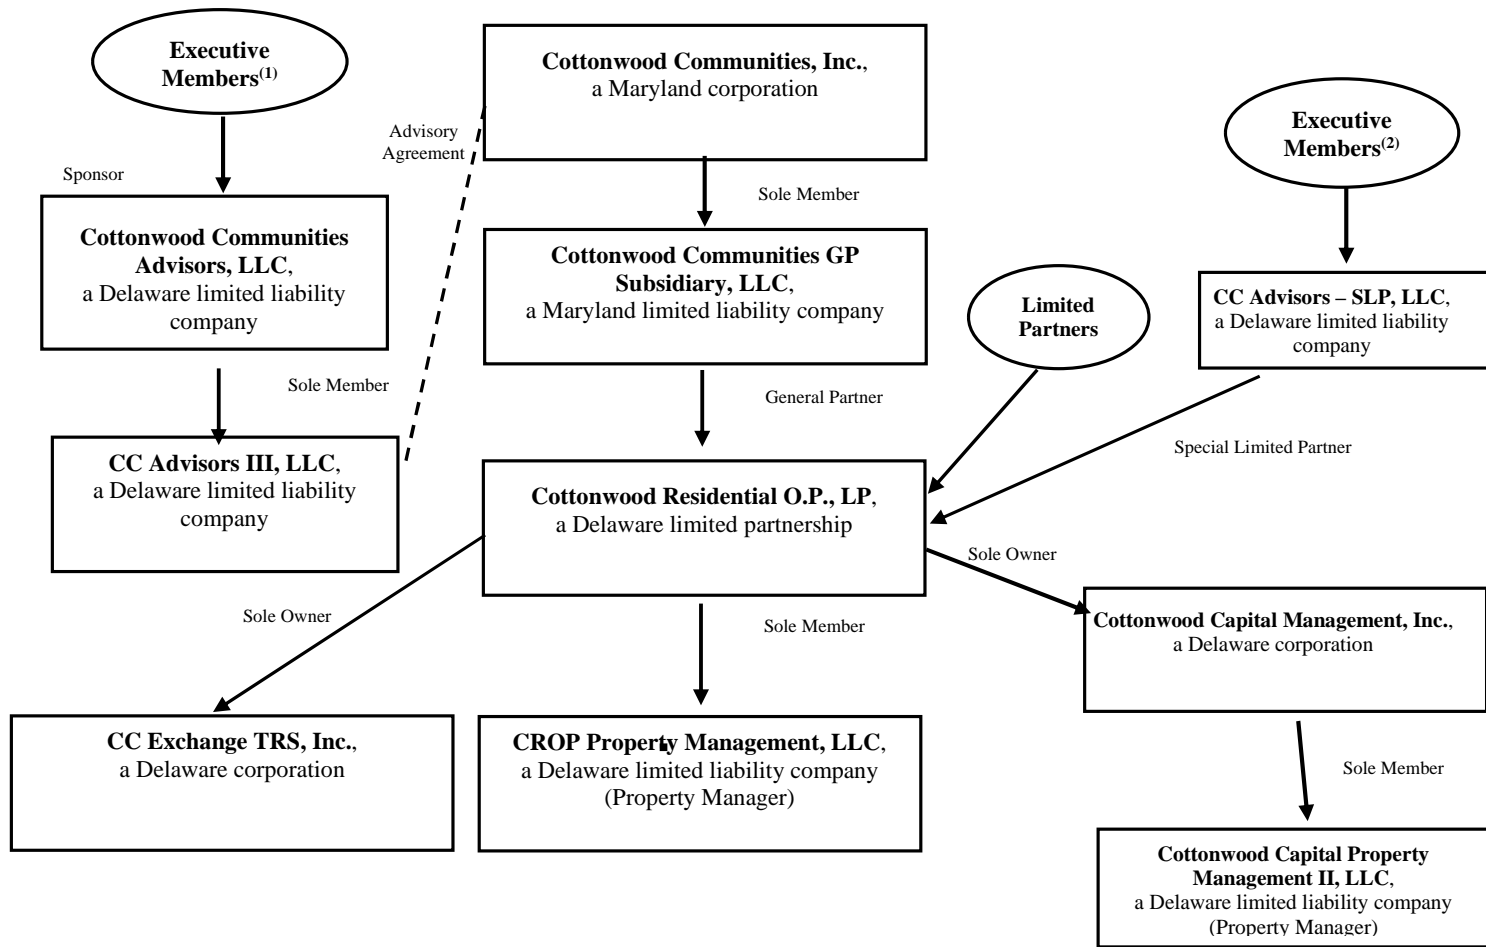 Executive
Members(1)
Cottonwood Communities, Inc.,
a Maryland corporation
Executive
Members(2)
Advisory
Agreement
Sponsor
Sole Member
Cottonwood Communities
Advisors, LLC,
a Delaware limited liability
company
Cottonwood Communities GP
Subsidiary, LLC,
a Maryland limited liability company
Limited
Partners
CC Advisors – SLP, LLC,
a Delaware limited liability
company
Sole Member
General Partner
Special Limited Partner
CC Advisors III, LLC,
a Delaware limited liability
company
Cottonwood Residential O.P., LP,
a Delaware limited partnership
Sole Owner
Sole Owner
Sole Member
Cottonwood Capital Management, Inc.,
a Delaware corporation
CC Exchange TRS, Inc.,
a Delaware corporation
CROP Property Management, LLC,
a Delaware limited liability company
(Property Manager)
Sole Member
Cottonwood Capital Property
Management II, LLC,
a Delaware limited liability company
(Property Manager)